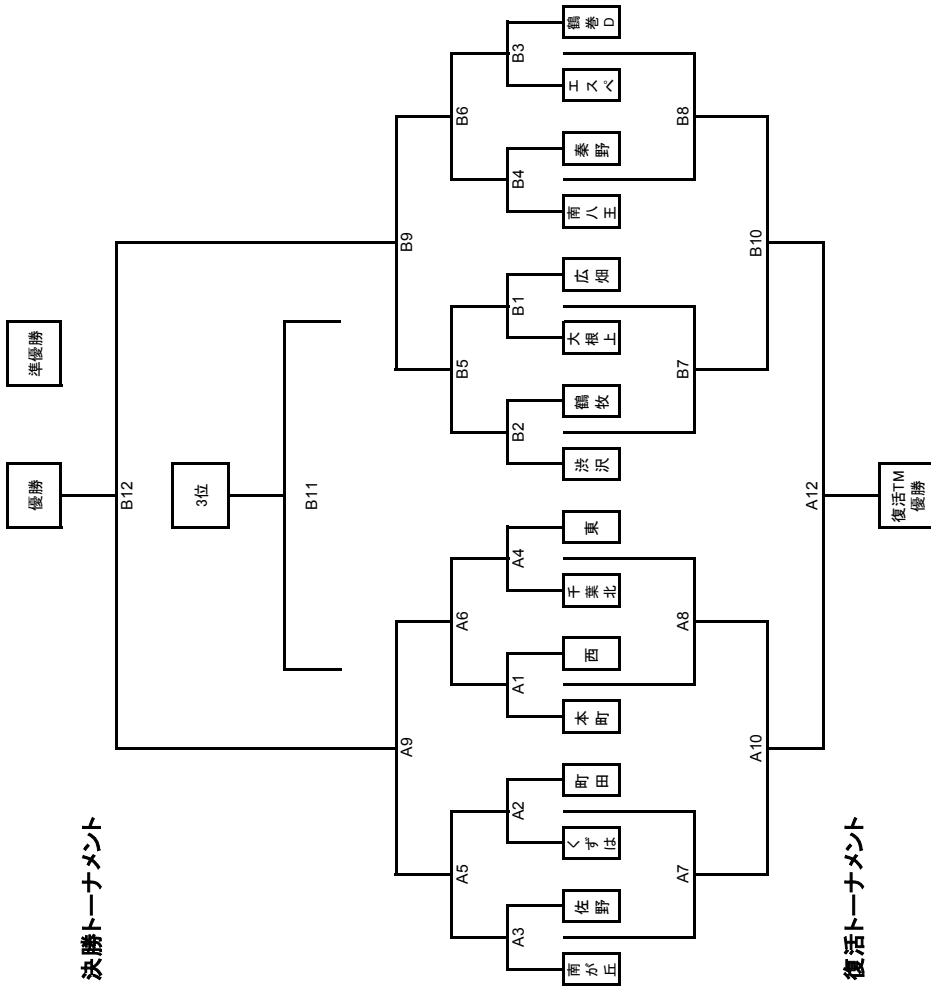 優勝
準優勝
B12
3位
B11
決勝トーナメント
A9
B9
A5
A6
B5
B6
A3
A2
A1
A4
B2
B1
B4
B3
南が丘
佐野
くずは
町田
本町
西
千葉北
東
渋沢
鶴牧
大根上
広畑
南八王
秦野
エスペ
鶴巻D
A7
A8
B7
B8
A10
B10
A12
復活トーナメント
復活TM
優勝